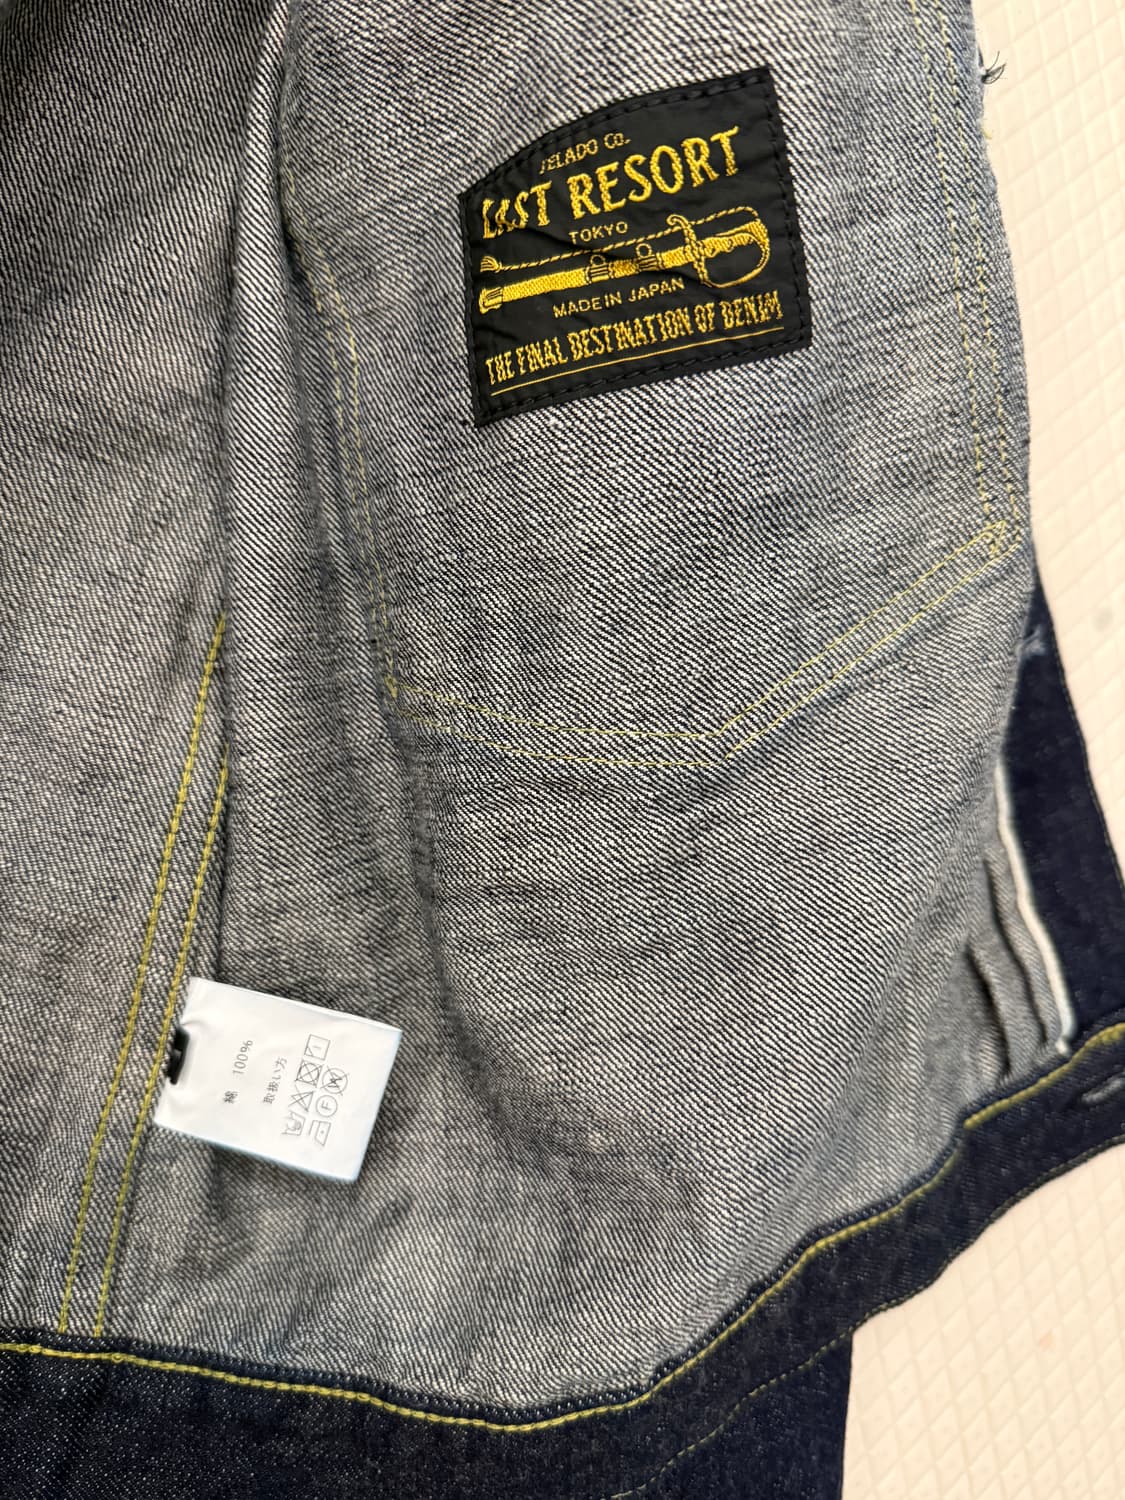 JELADO CO.
LAST RESORT
TOKYO
MADE IN JAPAN
THE FINAL DESTINATION OF DENIM
綿 100%
取扱い方